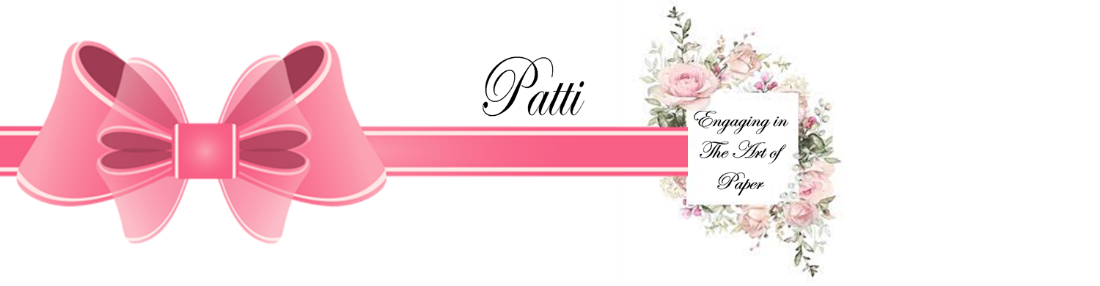 Patti
Engaging in
The Art of
Paper